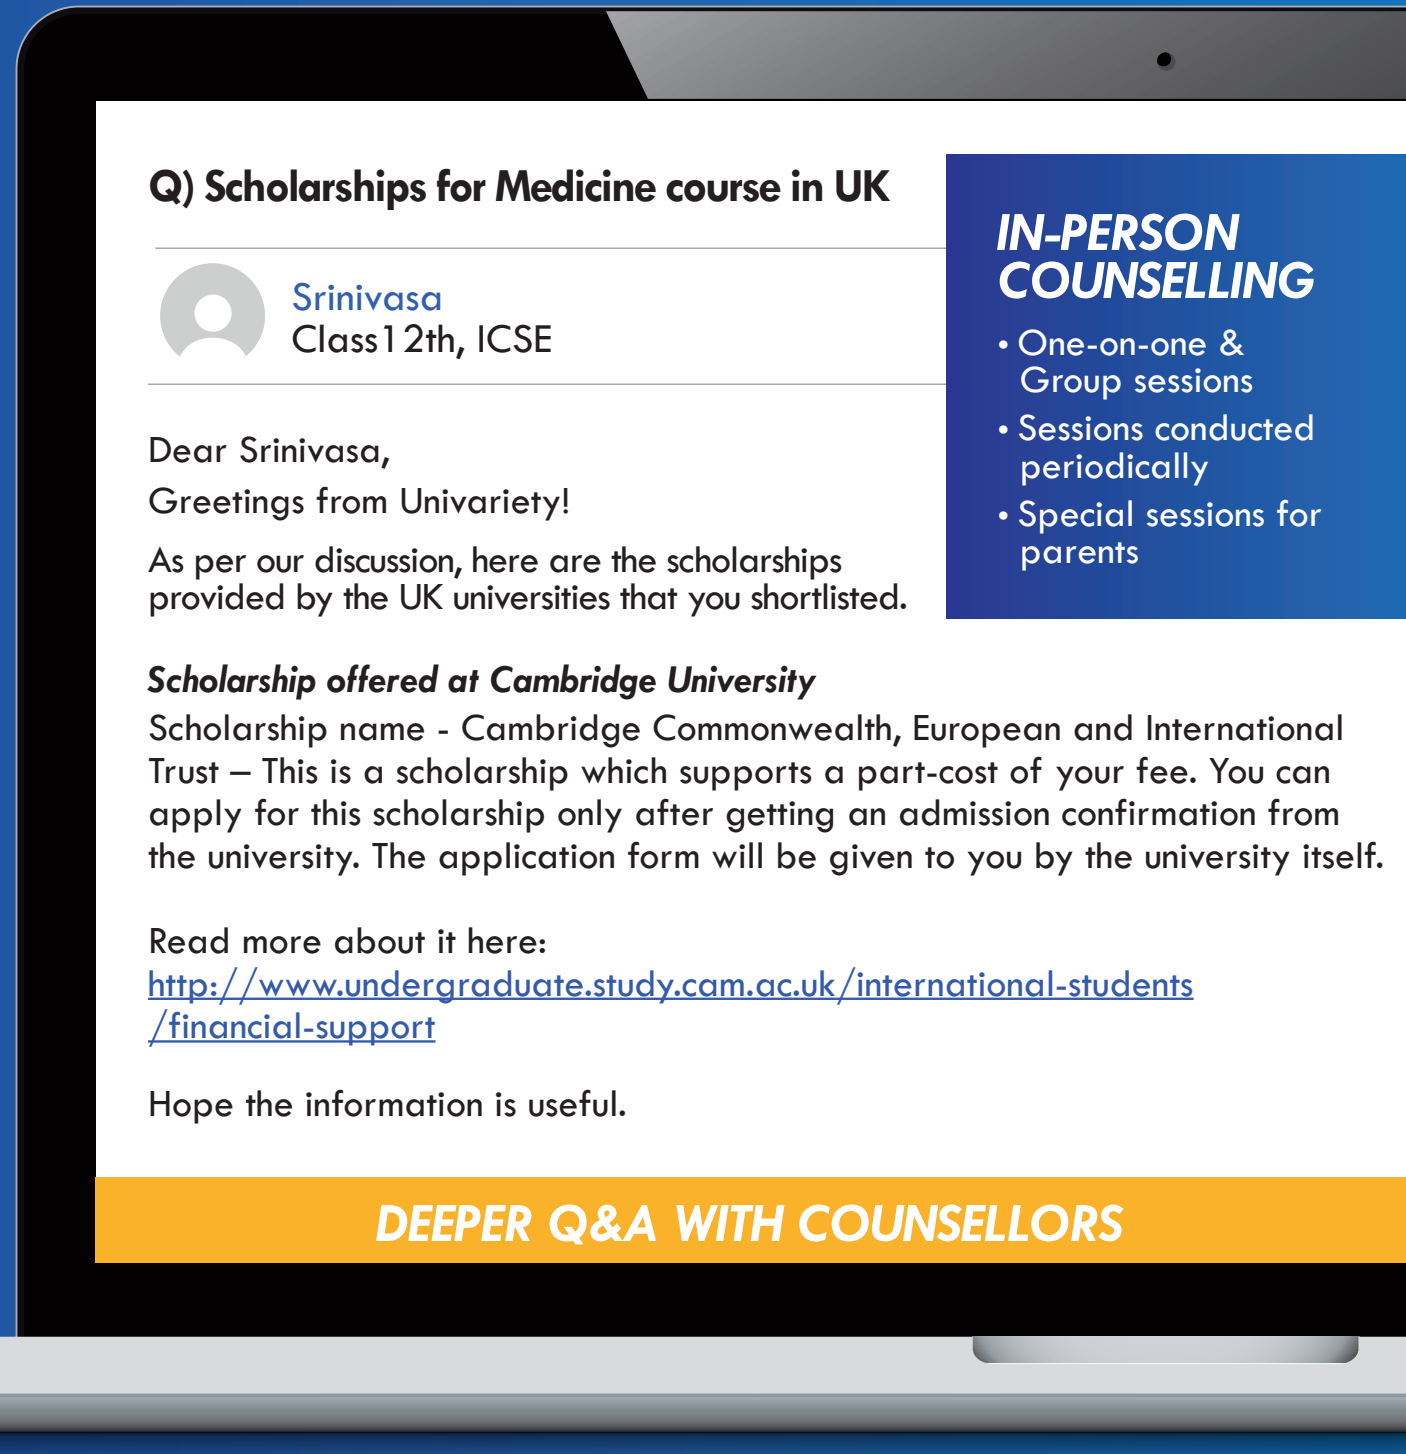 Q) Scholarships for Medicine course in UK
Srinivasa
Class12th, ICSE
Dear Srinivasa,
Greetings from Univariety!
As per our discussion, here are the scholarships
provided by the UK universities that you shortlisted.
IN-PERSON
COUNSELLING
• One-on-one &
Group sessions
• Sessions conducted
periodically
• Special sessions for
parents
Scholarship offered at Cambridge University
Scholarship name - Cambridge Commonwealth, European and International
Trust – This is a scholarship which supports a part-cost of your fee. You can
apply for this scholarship only after getting an admission confirmation from
the university. The application form will be given to you by the university itself.
Read more about it here:
http://www.undergraduate.study.cam.ac.uk/international-students
/financial-support
Hope the information is useful.
DEEPER Q&A WITH COUNSELLORS